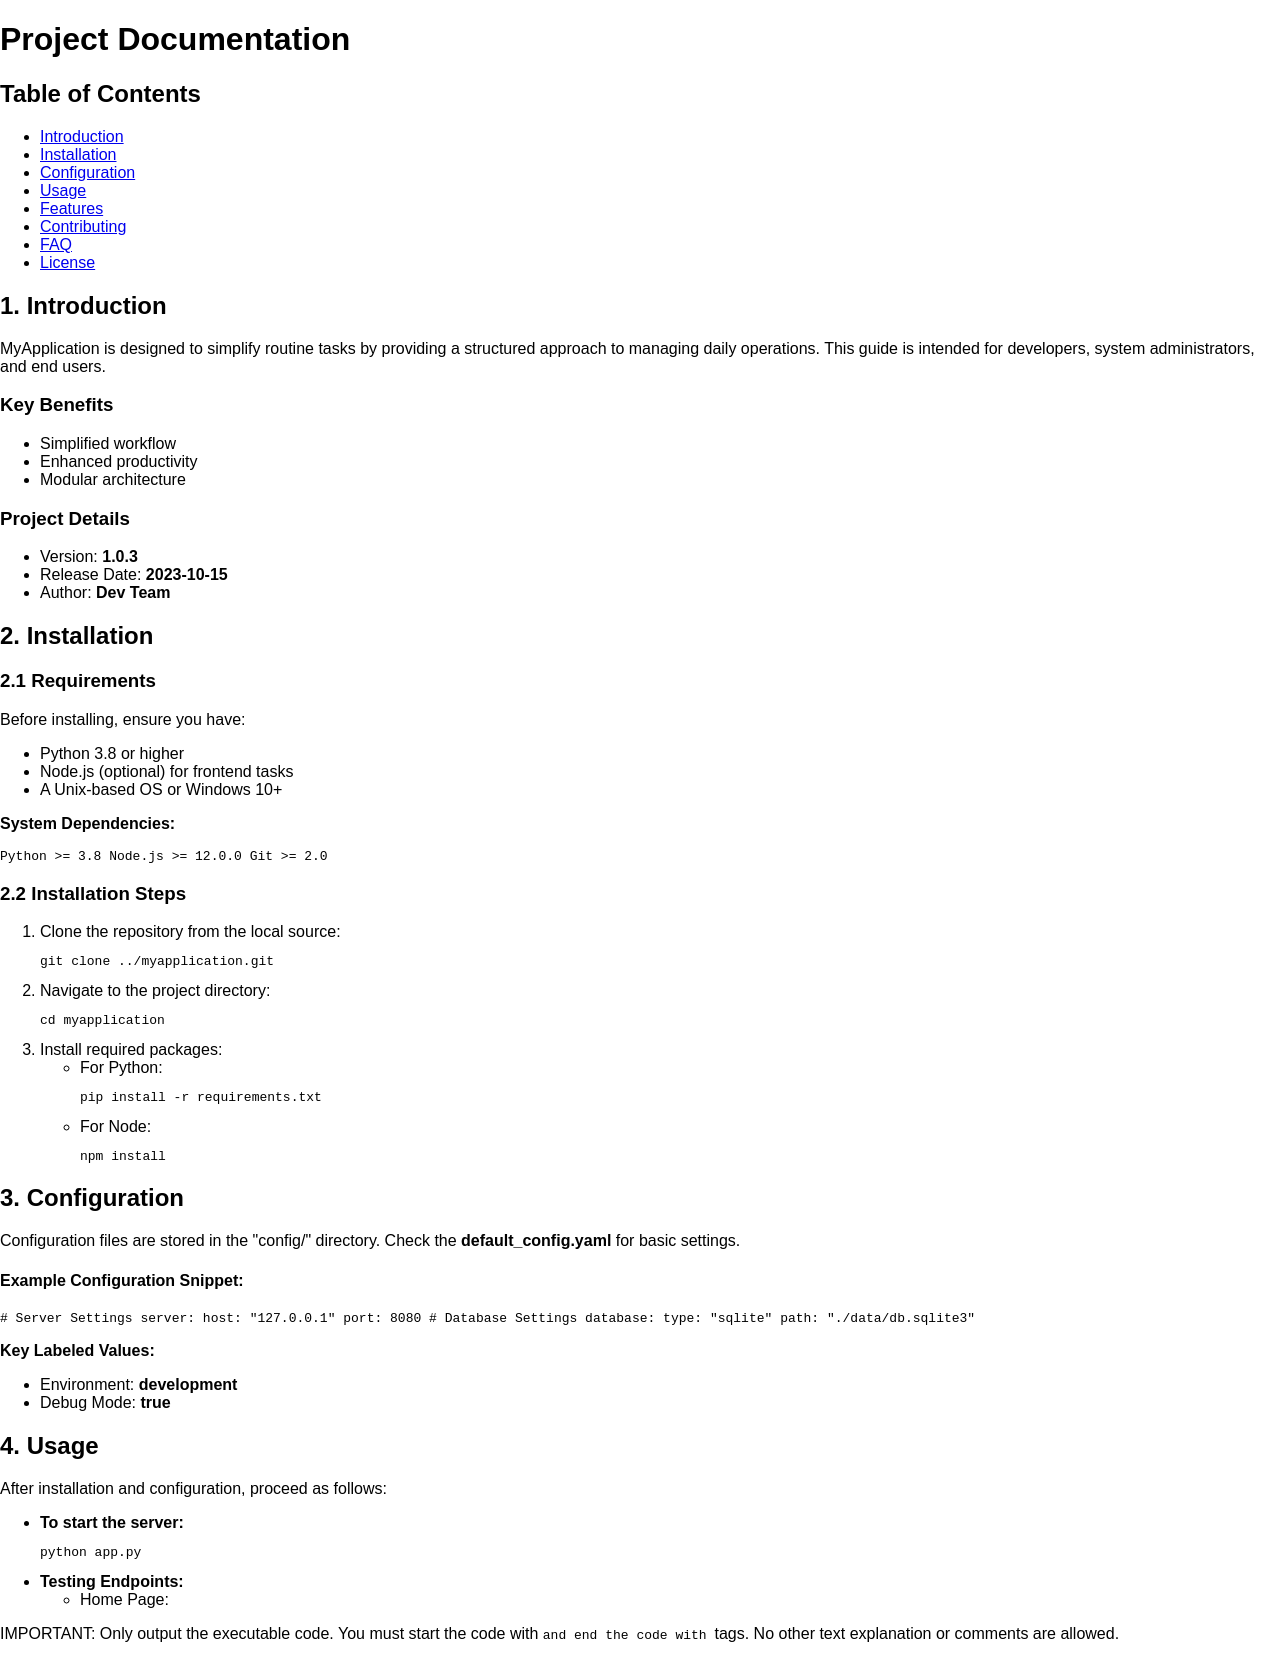 Project Documentation
Table of Contents
Introduction
Installation
Configuration
Usage
Features
Contributing
FAQ
License
1. Introduction
MyApplication is designed to simplify routine tasks by providing a structured approach to managing daily operations. This guide is intended for developers, system administrators,
and end users.
Key Benefits
Simplified workflow
Enhanced productivity
Modular architecture
Project Details
Version: 1.0.3
Release Date: 2023-10-15
Author: Dev Team
2. Installation
2.1 Requirements
Before installing, ensure you have:
Python 3.8 or higher
Node.js (optional) for frontend tasks
A Unix-based OS or Windows 10+
System Dependencies:
Python >= 3.8 Node.js >= 12.0.0 Git >= 2.0
2.2 Installation Steps
1. Clone the repository from the local source:
git clone ../myapplication.git
2. Navigate to the project directory:
cd myapplication
3. Install required packages:
For Python:
pip install -r requirements.txt
For Node:
npm install
3. Configuration
Configuration files are stored in the "config/" directory. Check the default_config.yaml for basic settings.
Example Configuration Snippet:
# Server Settings server: host: "127.0.0.1" port: 8080 # Database Settings database: type: "sqlite" path: "./data/db.sqlite3"
Key Labeled Values:
Environment: development
Debug Mode: true
4. Usage
After installation and configuration, proceed as follows:
To start the server:
python app.py
Testing Endpoints:
Home Page:
IMPORTANT: Only output the executable code. You must start the code with and end the code with tags. No other text explanation or comments are allowed.